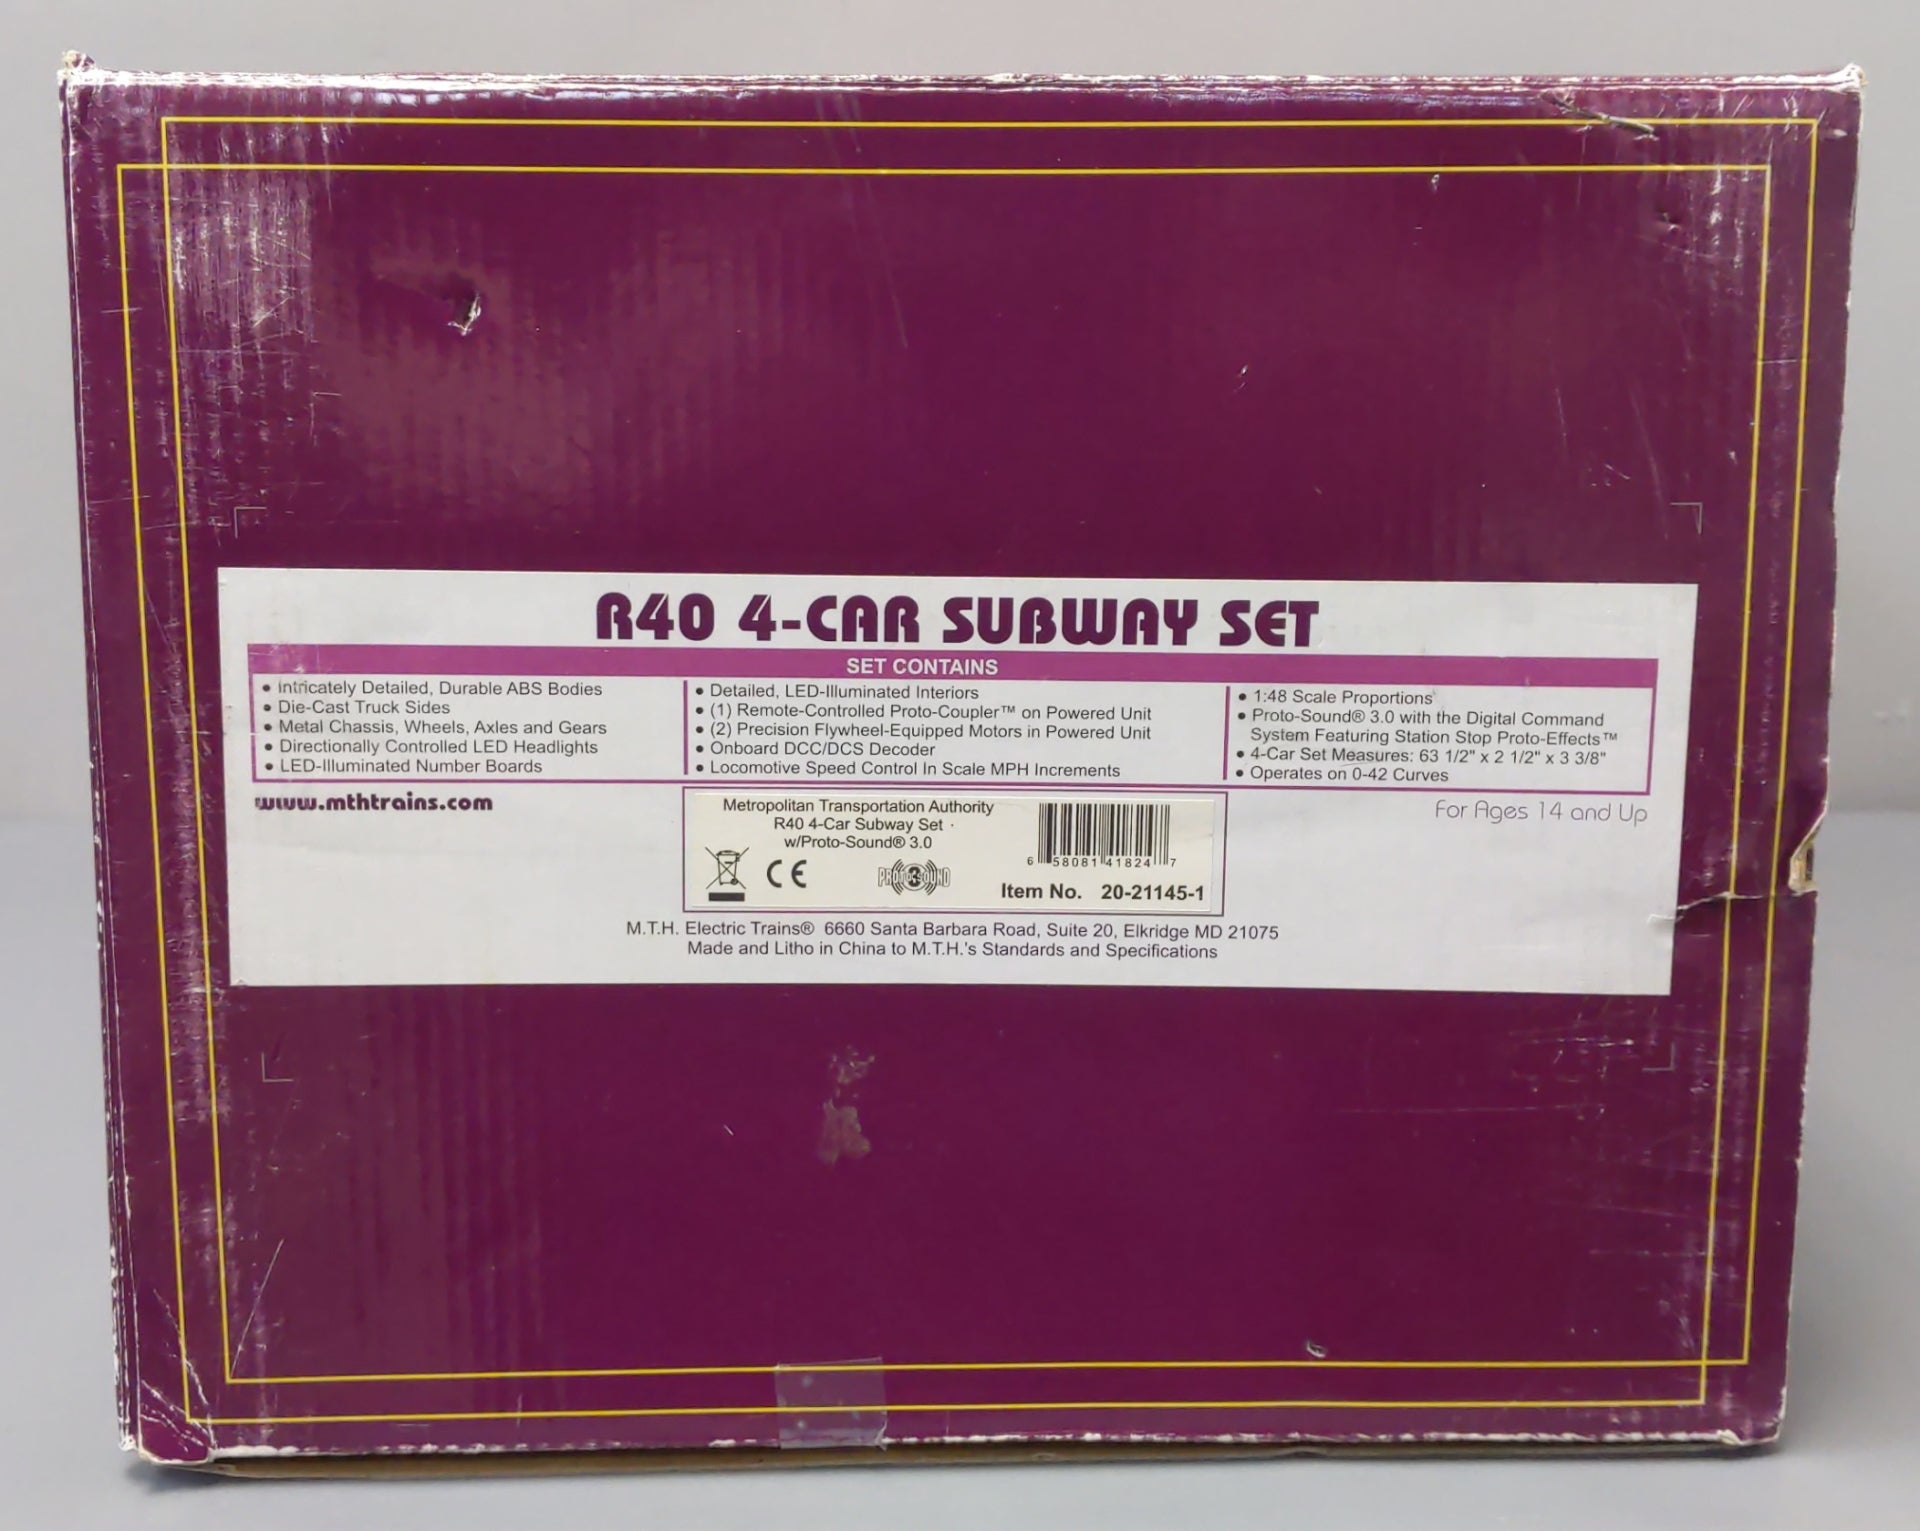 R40 4-CAR SUBWAY SET
SET CONTAINS
• Intricately Detailed, Durable ABS Bodies
• Die-Cast Truck Sides
• Metal Chassis, Wheels, Axles and Gears
• Directionally Controlled LED Headlights
• LED-Illuminated Number Boards
• Detailed, LED-Illuminated Interiors
• (1) Remote-Controlled Proto-Coupler™ on Powered Unit
• (2) Precision Flywheel-Equipped Motors in Powered Unit
• Onboard DCC/DCS Decoder
• Locomotive Speed Control In Scale MPH Increments
• 1:48 Scale Proportions
• Proto-Sound® 3.0 with the Digital Command
System Featuring Station Stop Proto-Effects™
• 4-Car Set Measures: 63 1/2" x 2 1/2" x 3 3/8"
• Operates on 0-42 Curves
www.mthtrains.com
For Ages 14 and Up
Metropolitan Transportation Authority
R40 4-Car Subway Set
w/Proto-Sound® 3.0
CE
PROTO-SOUND 3
6 58081 41824 7
Item No. 20-21145-1
M.T.H. Electric Trains® 6660 Santa Barbara Road, Suite 20, Elkridge MD 21075
Made and Litho in China to M.T.H.'s Standards and Specifications